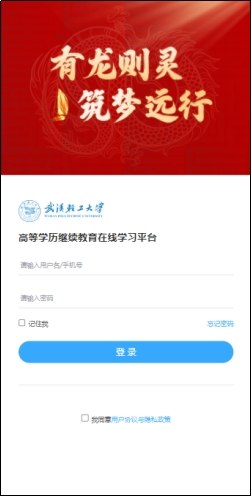 有龙则灵
筑梦远行
武汉轻工大学
高等学历继续教育在线学习平台
请输入用户名/手机号
请输入密码
记住我
忘记密码
登 录
我同意用户协议与隐私政策